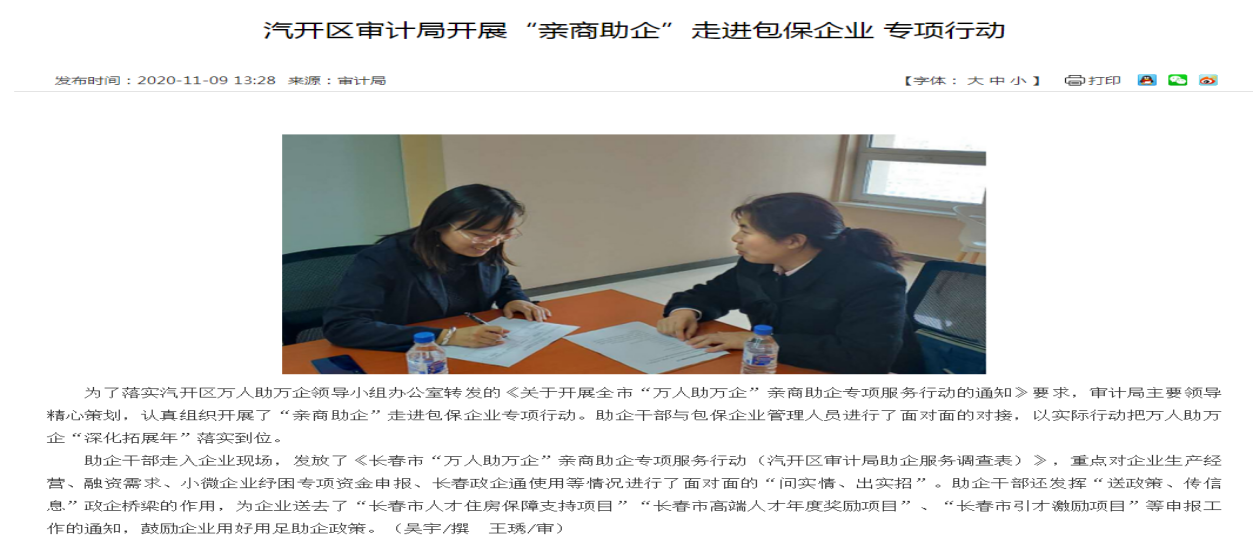 汽开区审计局开展“亲商助企”走进包保企业 专项行动
发布时间：2020-11-09 13:28 来源：审计局 【字体： 大 中 小 】 打印
为了落实汽开区万人助万企领导小组办公室转发的《关于开展全市“万人助万企”亲商助企专项服务行动的通知》要求，审计局主要领导
精心策划，认真组织开展了“亲商助企”走进包保企业专项行动。助企干部与包保企业管理人员进行了面对面的对接，以实际行动把万人助万
企“深化拓展年”落实到位。
助企干部走入企业现场，发放了《长春市“万人助万企”亲商助企专项服务行动（汽开区审计局助企服务调查表）》，重点对企业生产经
营、融资需求、小微企业纾困专项资金申报、长春政企通使用等情况进行了面对面的“问实情、出实招”。助企干部还发挥“送政策、传信
息”政企桥梁的作用，为企业送去了“长春市人才住房保障支持项目”“长春市高端人才年度奖励项目”、“长春市引才激励项目”等申报工
作的通知，鼓励企业用好用足助企政策。（吴宇/撰 王琇/审）